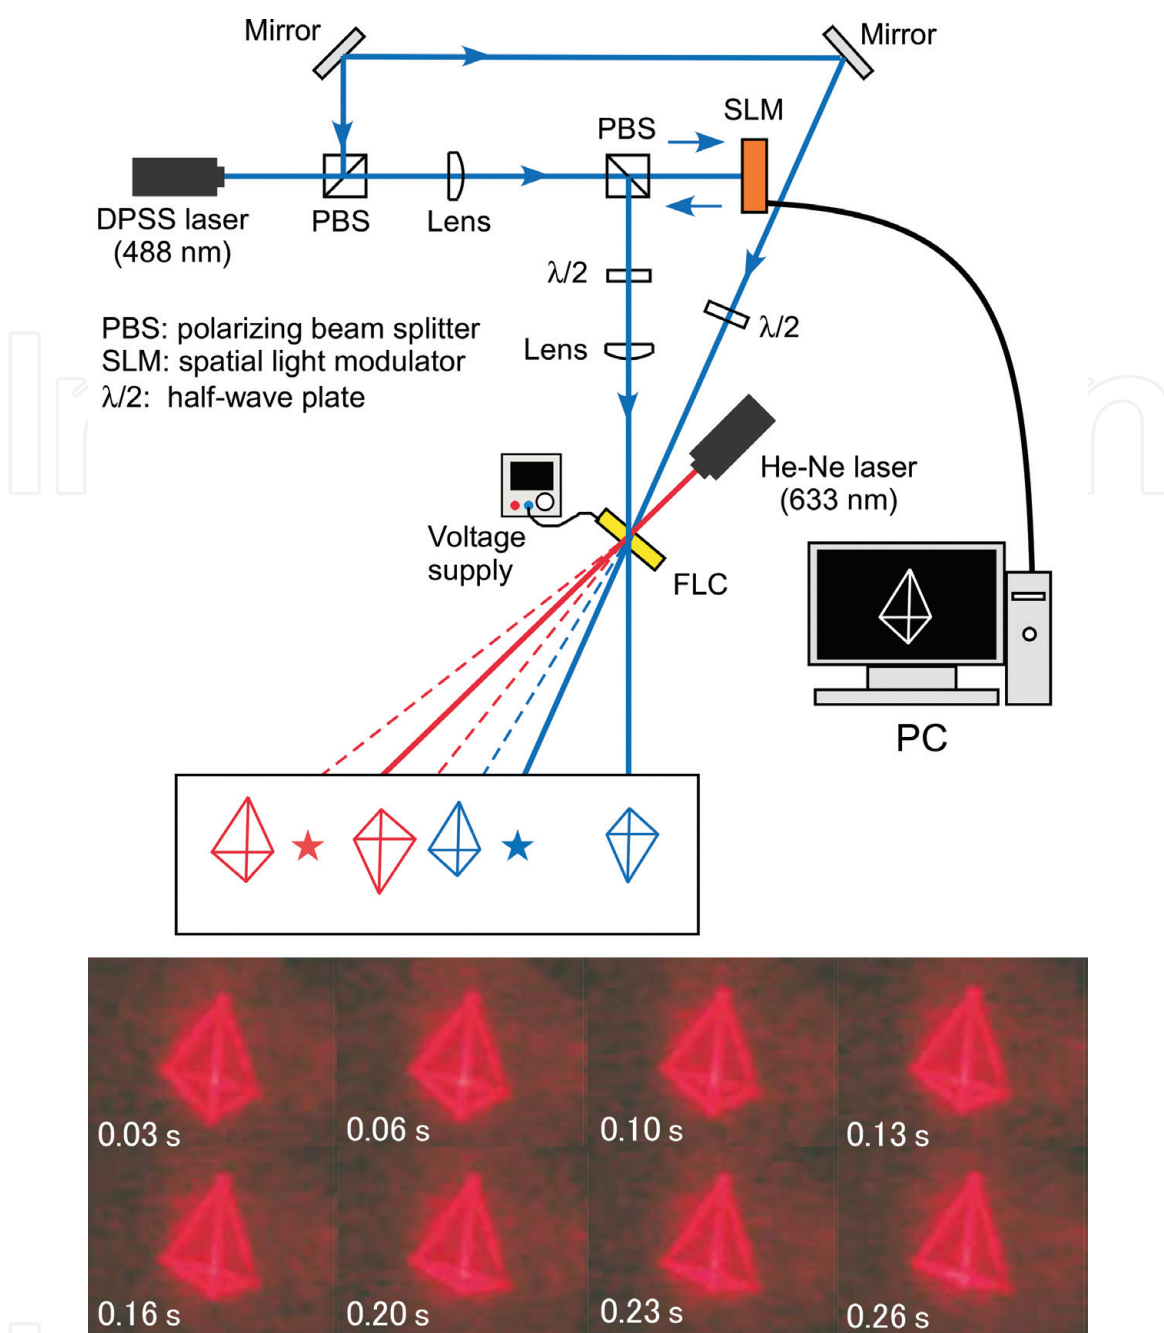 Mirror
Mirror
SLM
PBS
DPSS laser
(488 nm)
PBS
Lens
λ/2
λ/2
PBS: polarizing beam splitter
SLM: spatial light modulator
λ/2: half-wave plate
Lens
He-Ne laser
(633 nm)
Voltage
supply
FLC
PC
0.03 s
0.06 s
0.10 s
0.13 s
0.16 s
0.20 s
0.23 s
0.26 s